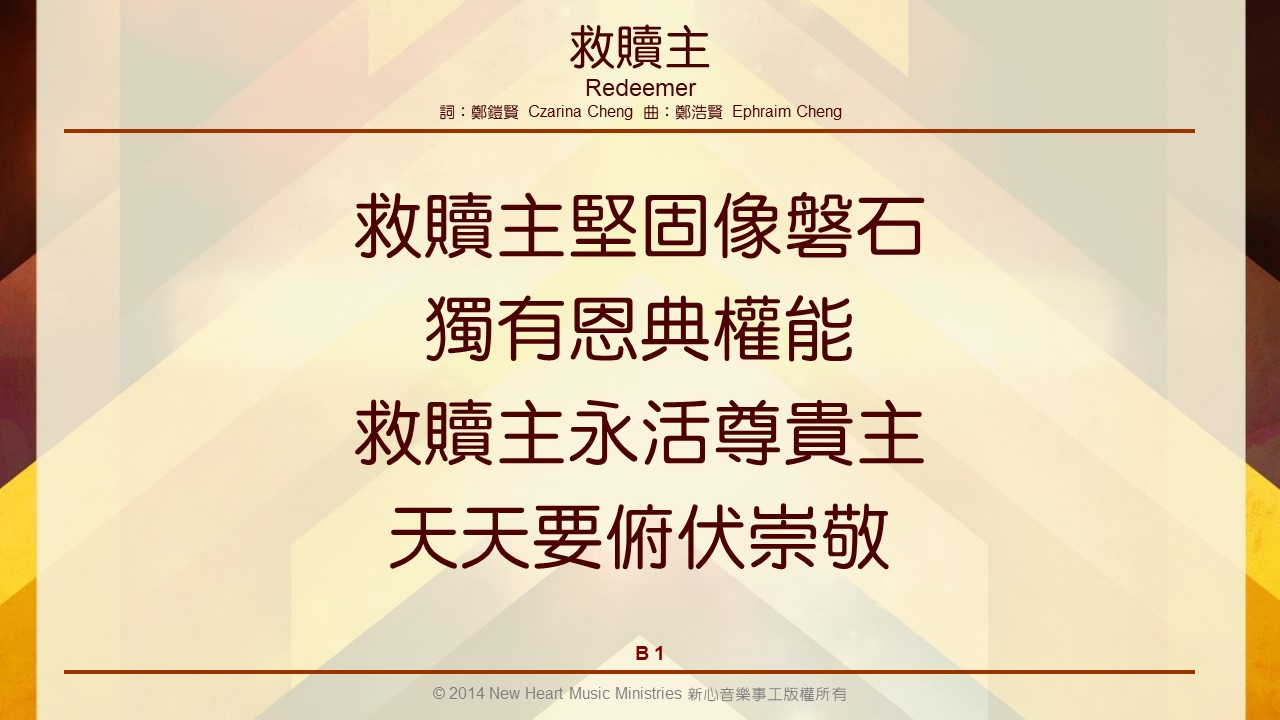 救贖主
Redeemer
詞：鄭鎧賢 Czarina Cheng 曲：鄭浩賢 Ephraim Cheng
救贖主堅固像磐石
獨有恩典權能
救贖主永活尊貴主
天天要俯伏崇敬
B 1
© 2014 New Heart Music Ministries 新心音樂事工版權所有